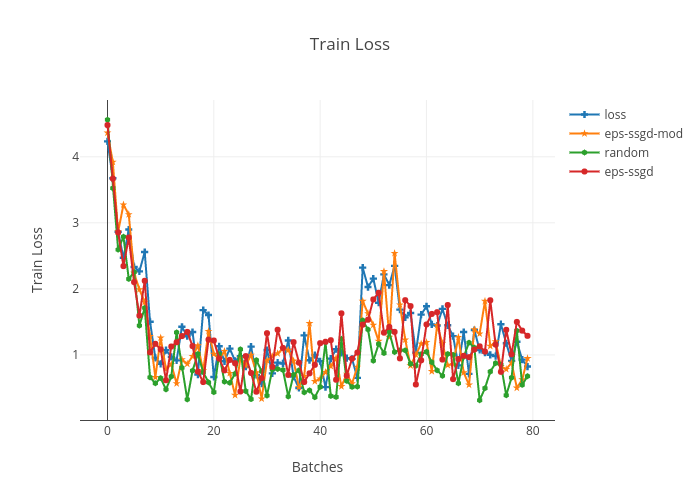 Train Loss
loss
eps-ssgd-mod
random
eps-ssgd
Train Loss
4
3
2
1
0 20 40 60 80
Batches